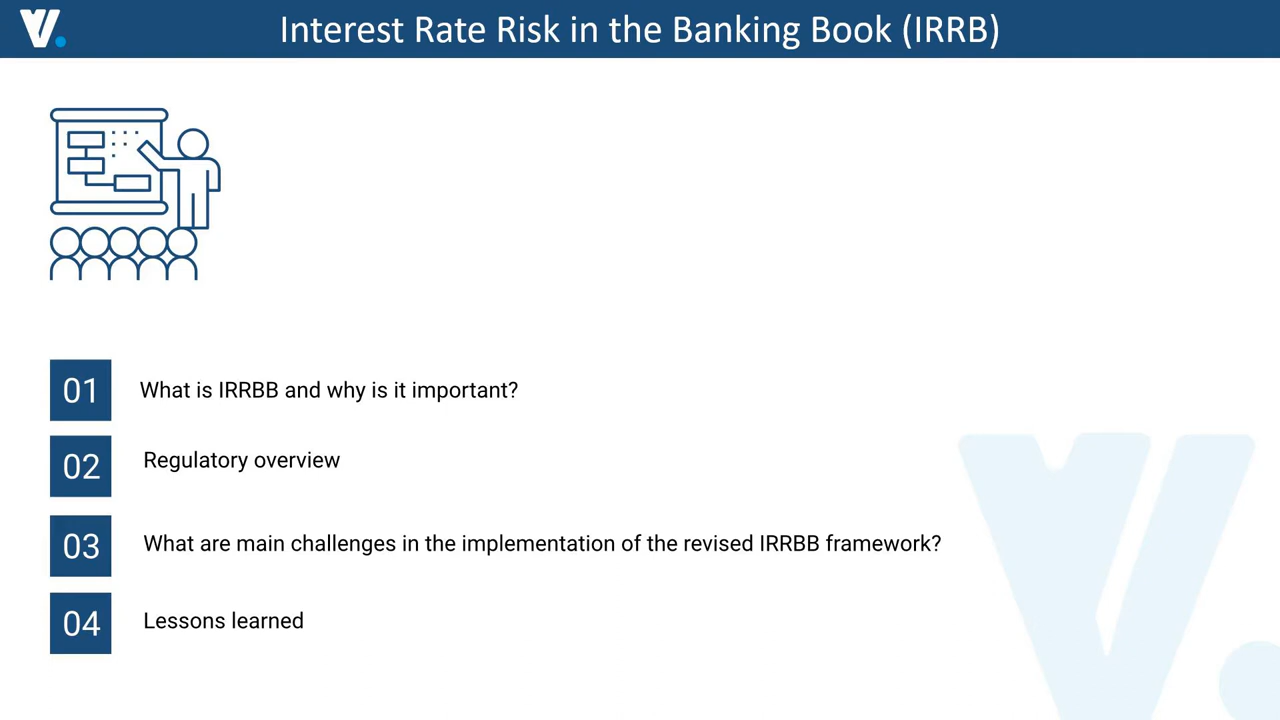 Interest Rate Risk in the Banking Book (IRRB)
01
What is IRRBB and why is it important?
02
Regulatory overview
03
What are main challenges in the implementation of the revised IRRBB framework?
04
Lessons learned